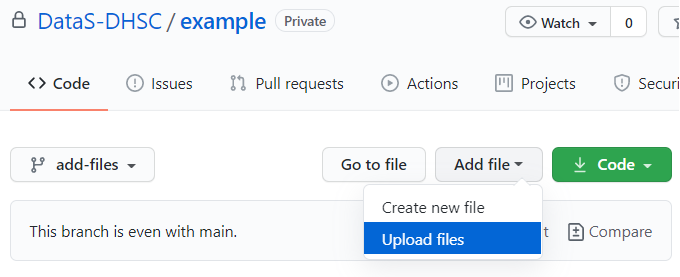 DataS-DHSC / example Private Watch 0
Code Issues Pull requests Actions Projects Securi
add-files Go to file Add file Code
Create new file
This branch is even with main. t Compare
Upload files